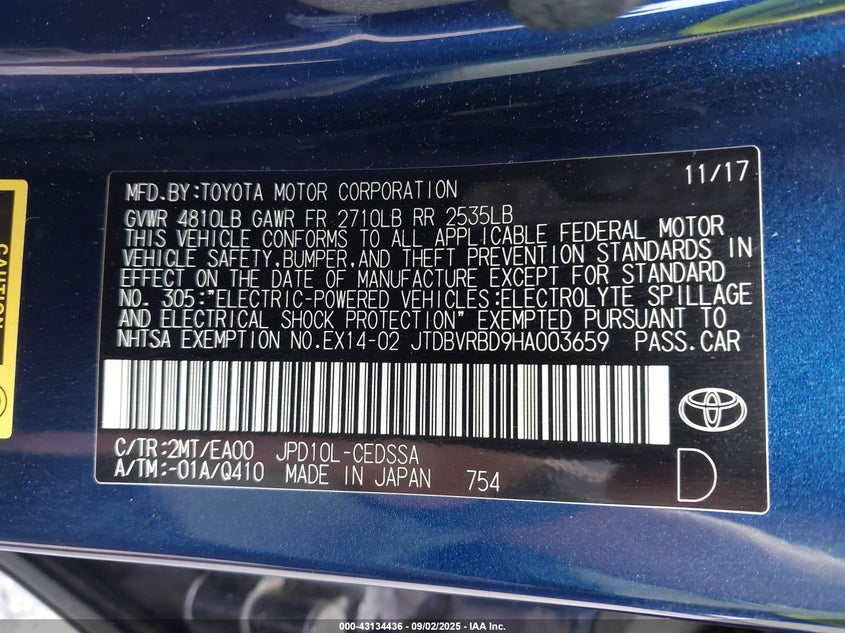 CAUTION
MFD.BY:TOYOTA MOTOR CORPORATION 11/17
GVWR 4810LB GAWR FR 2710LB RR 2535LB
THIS VEHICLE CONFORMS TO ALL APPLICABLE FEDERAL MOTOR
VEHICLE SAFETY,BUMPER,AND THEFT PREVENTION STANDARDS IN
EFFECT ON THE DATE OF MANUFACTURE EXCEPT FOR STANDARD
NO. 305:"ELECTRIC-POWERED VEHICLES:ELECTROLYTE SPILLAGE
AND ELECTRICAL SHOCK PROTECTION" EXEMPTED PURSUANT TO
NHTSA EXEMPTION NO.EX14-02 JTDBVRBD9HA003659 PASS.CAR
C/TR:2MT/EA00 JPD10L-CEDSSA
A/TM:-01A/Q410 MADE IN JAPAN 754
D
000-43134436 - 09/02/2025 - IAA Inc.